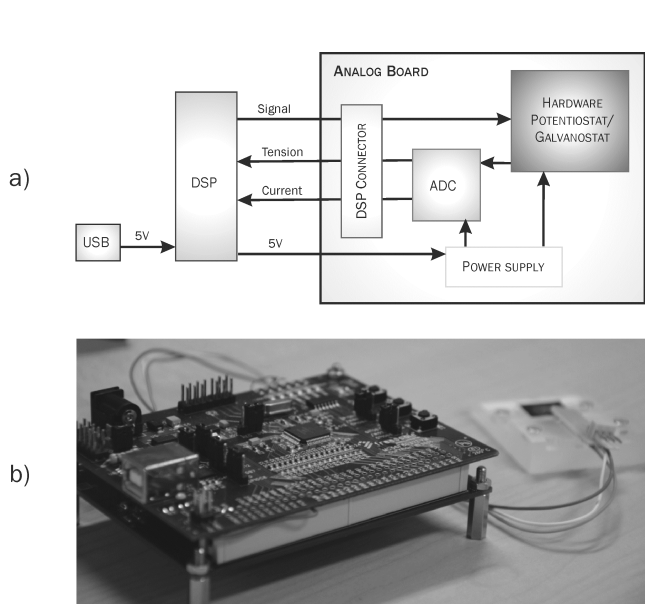 a)
ANALOG BOARD
DSP
Signal
Tension
Current
5V
USB
5V
DSP CONNECTOR
ADC
HARDWARE
POTENTIOSTAT/
GALVANOSTAT
POWER SUPPLY
b)